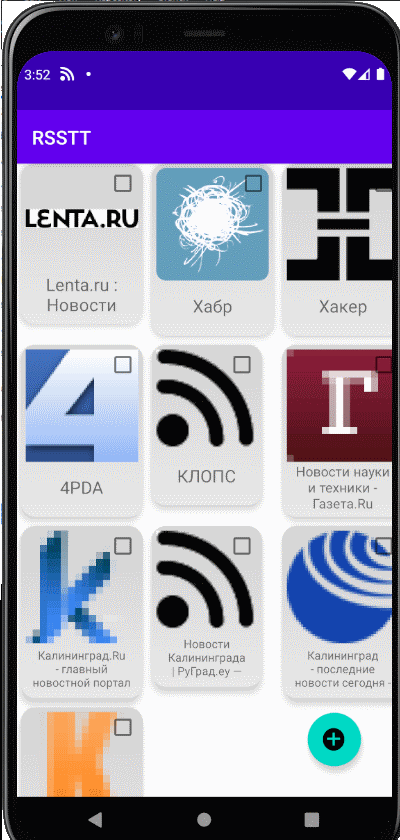 3:52
RSSTT
LENTA.RU
Lenta.ru :
Новости
Хабр
Хакер
4
4PDA
КЛОПС
Г
Новости науки
и техники -
Газета.Ru
k
Калининград.Ru
- главный
новостной портал
Новости
Калининграда
| РуГрад.еу —
Калининград
- последние
новости сегодня -
K